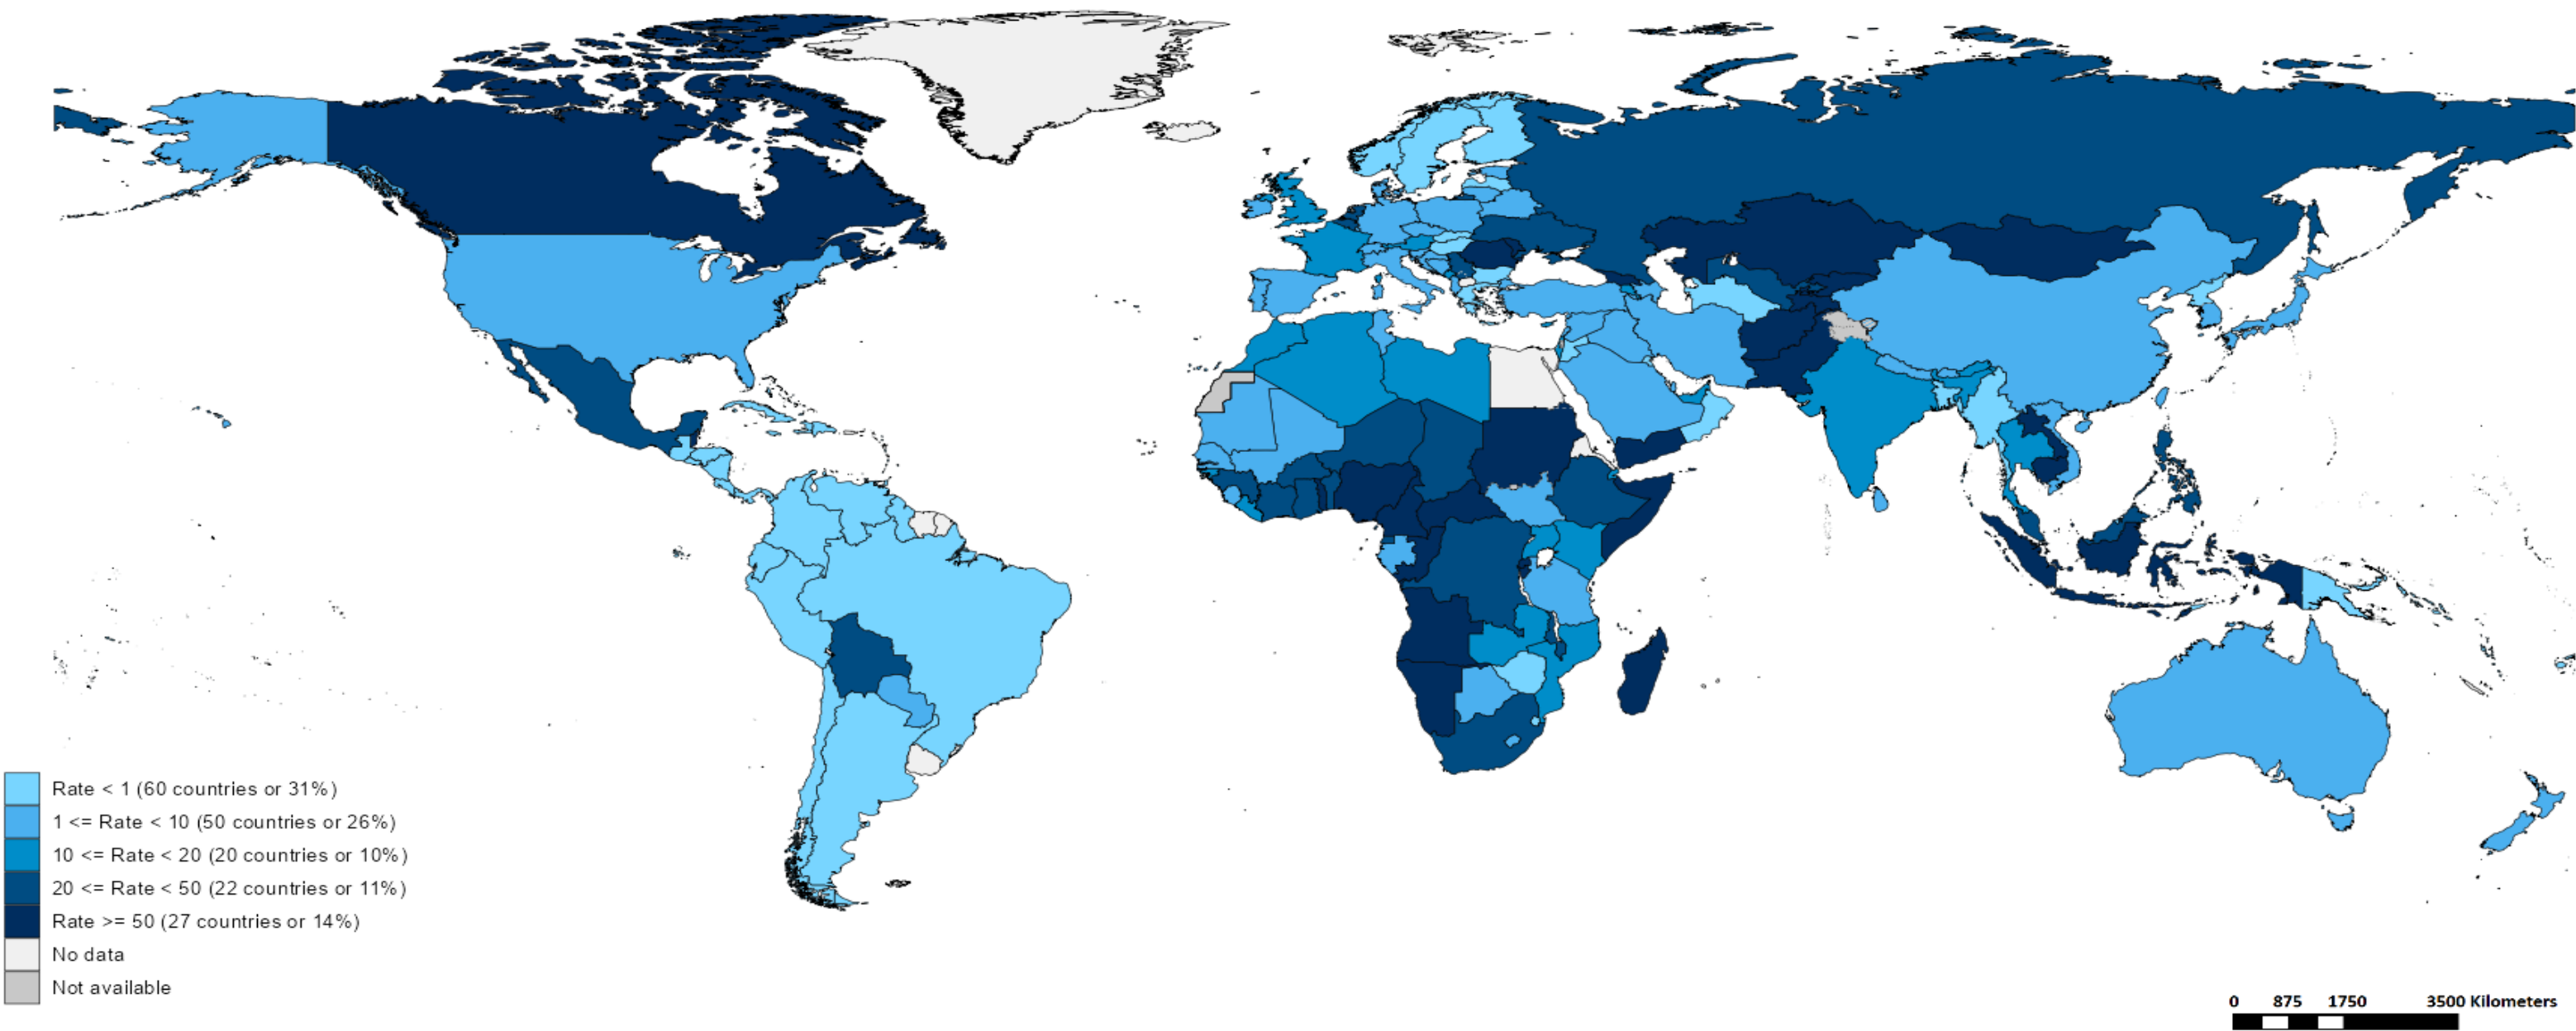 Rate < 1 (60 countries or 31%)
1 <= Rate < 10 (50 countries or 26%)
10 <= Rate < 20 (20 countries or 10%)
20 <= Rate < 50 (22 countries or 11%)
Rate >= 50 (27 countries or 14%)
No data
Not available
0 875 1750 3500 Kilometers